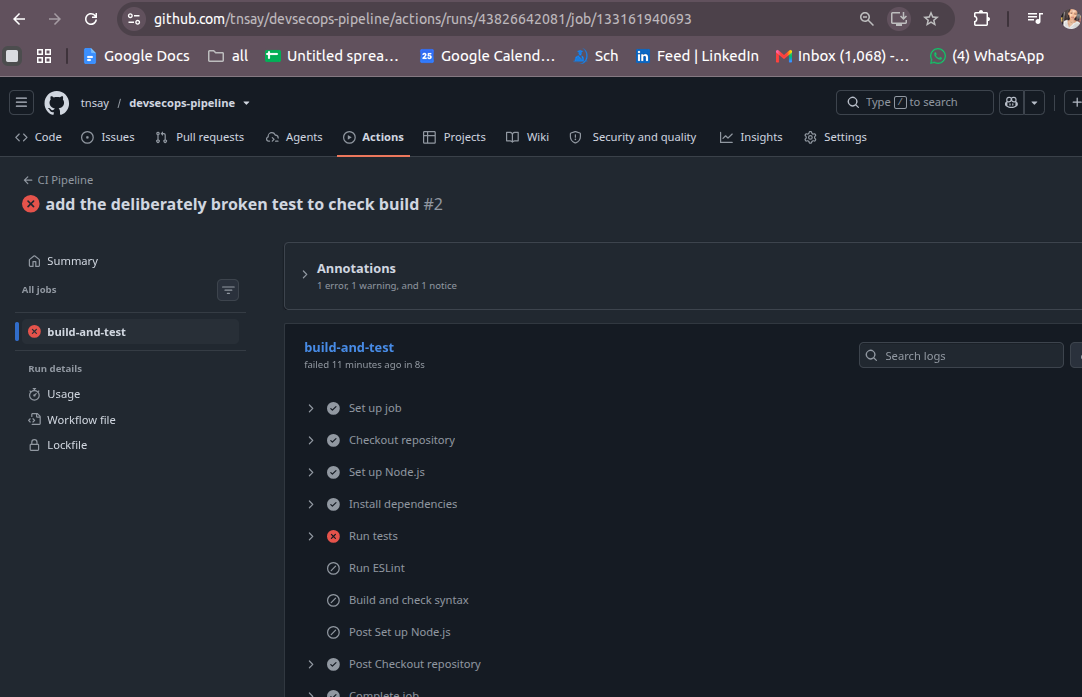 github.com/tnsay/devsecops-pipeline/actions/runs/43826642081/job/133161940693
Google Docs all Untitled sprea... 25 Google Calend... Sch in Feed | LinkedIn Inbox (1,068) -... (4) WhatsApp
tnsay / devsecops-pipeline Type / to search
Code Issues Pull requests Agents Actions Projects Wiki Security and quality Insights Settings
CI Pipeline
add the deliberately broken test to check build #2
Summary
All jobs
build-and-test
Run details
Usage
Workflow file
Lockfile
Annotations
1 error, 1 warning, and 1 notice
build-and-test
failed 11 minutes ago in 8s
Search logs
Set up job
Checkout repository
Set up Node.js
Install dependencies
Run tests
Run ESLint
Build and check syntax
Post Set up Node.js
Post Checkout repository
Complete job